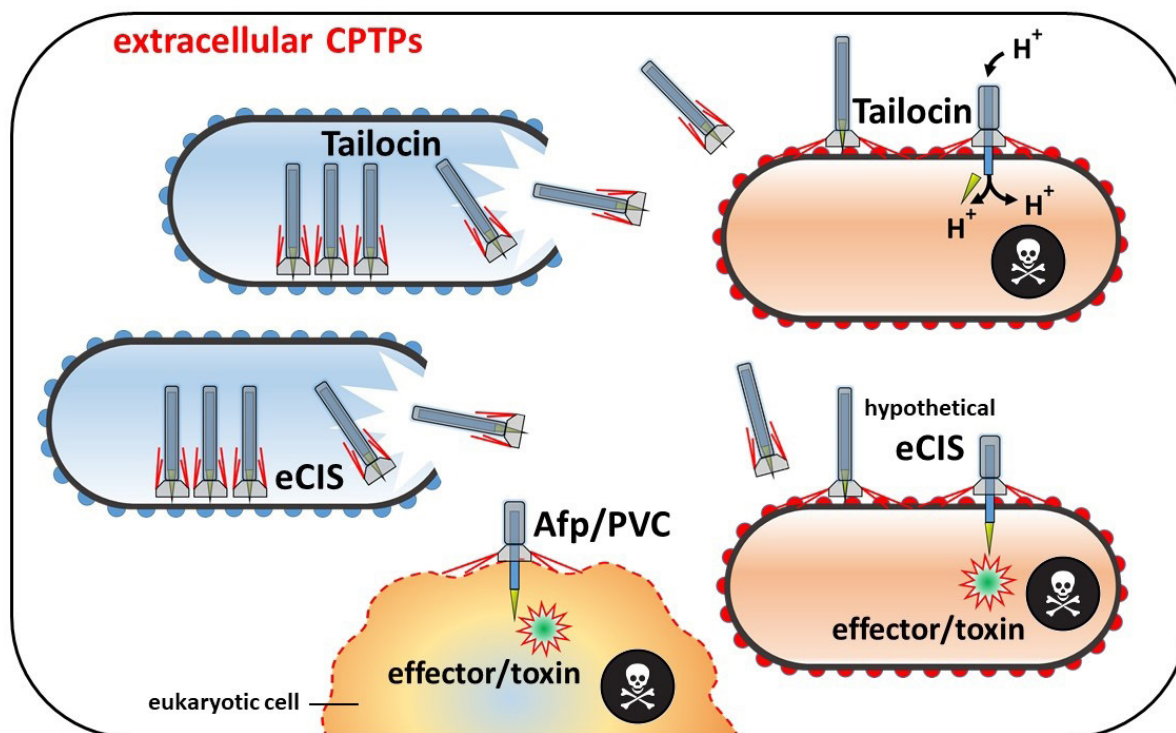 extracellular CPTPs
Tailocin
Tailocin
H+
H+
H+
eCIS
hypothetical
eCIS
effector/toxin
Afp/PVC
effector/toxin
eukaryotic cell